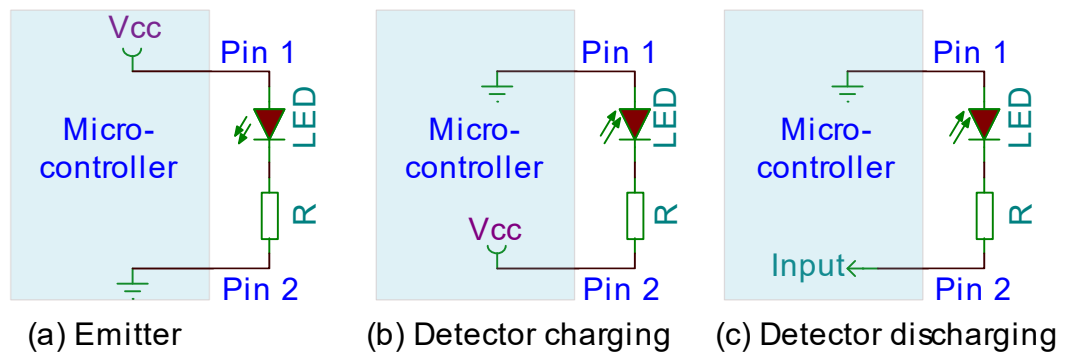 Vcc
Pin 1
Micro-
controller
LED
R
Pin 2
(a) Emitter
Pin 1
Micro-
controller
LED
R
Vcc
Pin 2
(b) Detector charging
Pin 1
Micro-
controller
LED
R
Input
Pin 2
(c) Detector discharging